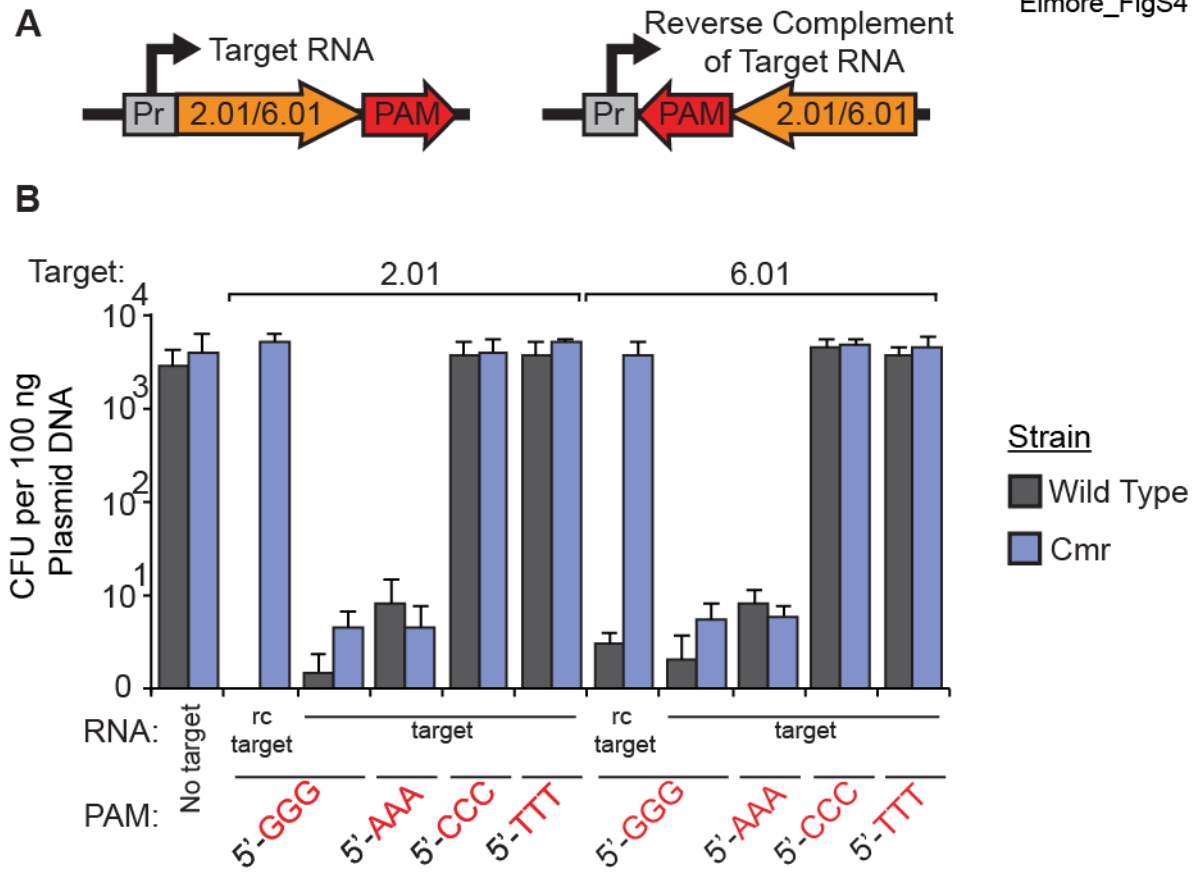 Elmore_FigS4
A
Target RNA
Pr
2.01/6.01
PAM
Reverse Complement
of Target RNA
Pr
PAM
2.01/6.01
B
Target:
2.01
6.01
CFU per 100 ng
Plasmid DNA
10^4
10^3
10^2
10^1
0
Strain
Wild Type
Cmr
RNA:
No target
rc
target
target
rc
target
target
PAM:
5'-GGG
5'-AAA
5'-CCC
5'-TTT
5'-GGG
5'-AAA
5'-CCC
5'-TTT